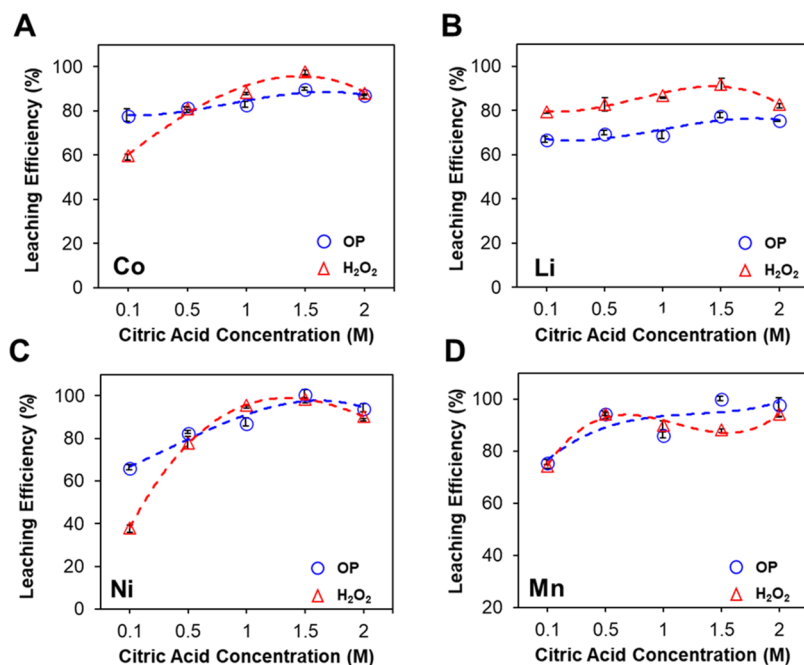 A
Leaching Efficiency (%)
100
80
60
40
20
0
OP
H₂O₂
Co
0.1 0.5 1 1.5 2
Citric Acid Concentration (M)
B
Leaching Efficiency (%)
100
80
60
40
20
0
OP
H₂O₂
Li
0.1 0.5 1 1.5 2
Citric Acid Concentration (M)
C
Leaching Efficiency (%)
100
80
60
40
20
0
OP
H₂O₂
Ni
0.1 0.5 1 1.5 2
Citric Acid Concentration (M)
D
Leaching Efficiency (%)
100
80
60
40
20
OP
H₂O₂
Mn
0.1 0.5 1 1.5 2
Citric Acid Concentration (M)